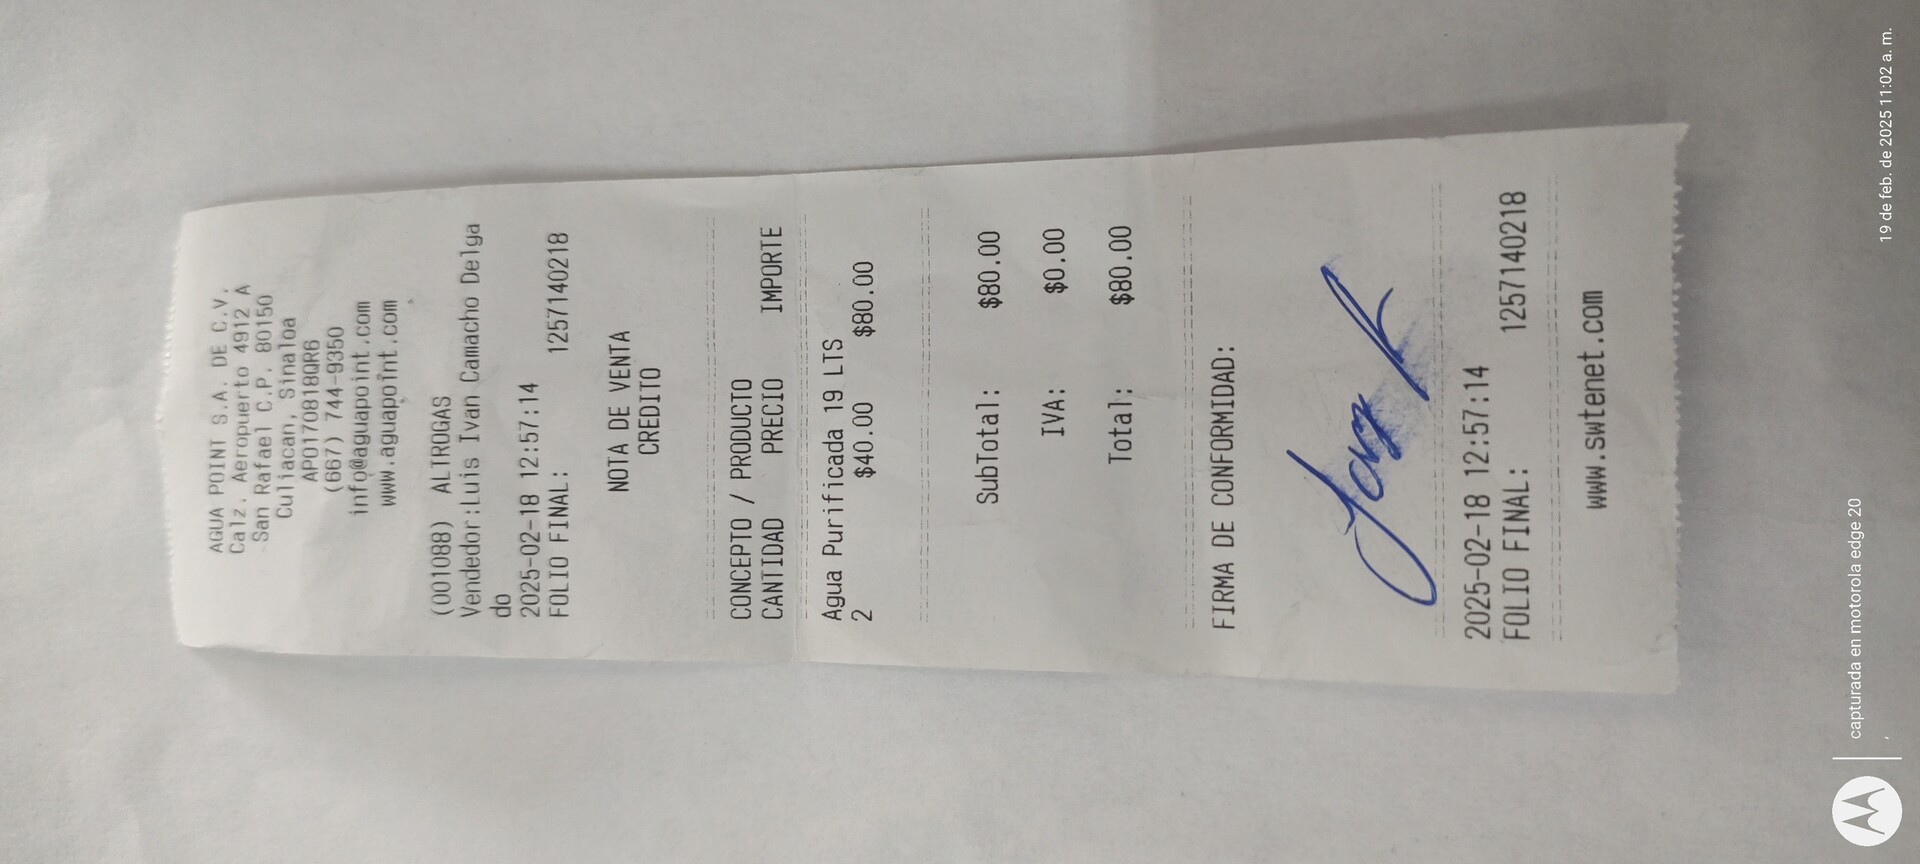 AGUA POINT S.A. DE C.V.
Calz. Aeropuerto 4912 A
San Rafael C.P. 80150
Culiacan, Sinaloa
APO170818QR6
(667) 744-9350
info@aguapoint.com
www.aguapoint.com
(001088) ALTROGAS
Vendedor:Luis Ivan Camacho Delga
do
2025-02-18 12:57:14
FOLIO FINAL: 1257140218
NOTA DE VENTA
CREDITO
CONCEPTO / PRODUCTO
CANTIDAD PRECIO IMPORTE
Agua Purificada 19 LTS
2 $40.00 $80.00
SubTotal: $80.00
IVA: $0.00
Total: $80.00
FIRMA DE CONFORMIDAD:
2025-02-18 12:57:14
FOLIO FINAL: 1257140218
www.swtenet.com
capturada en motorola edge 20
19 de feb. de 2025 11:02 a. m.